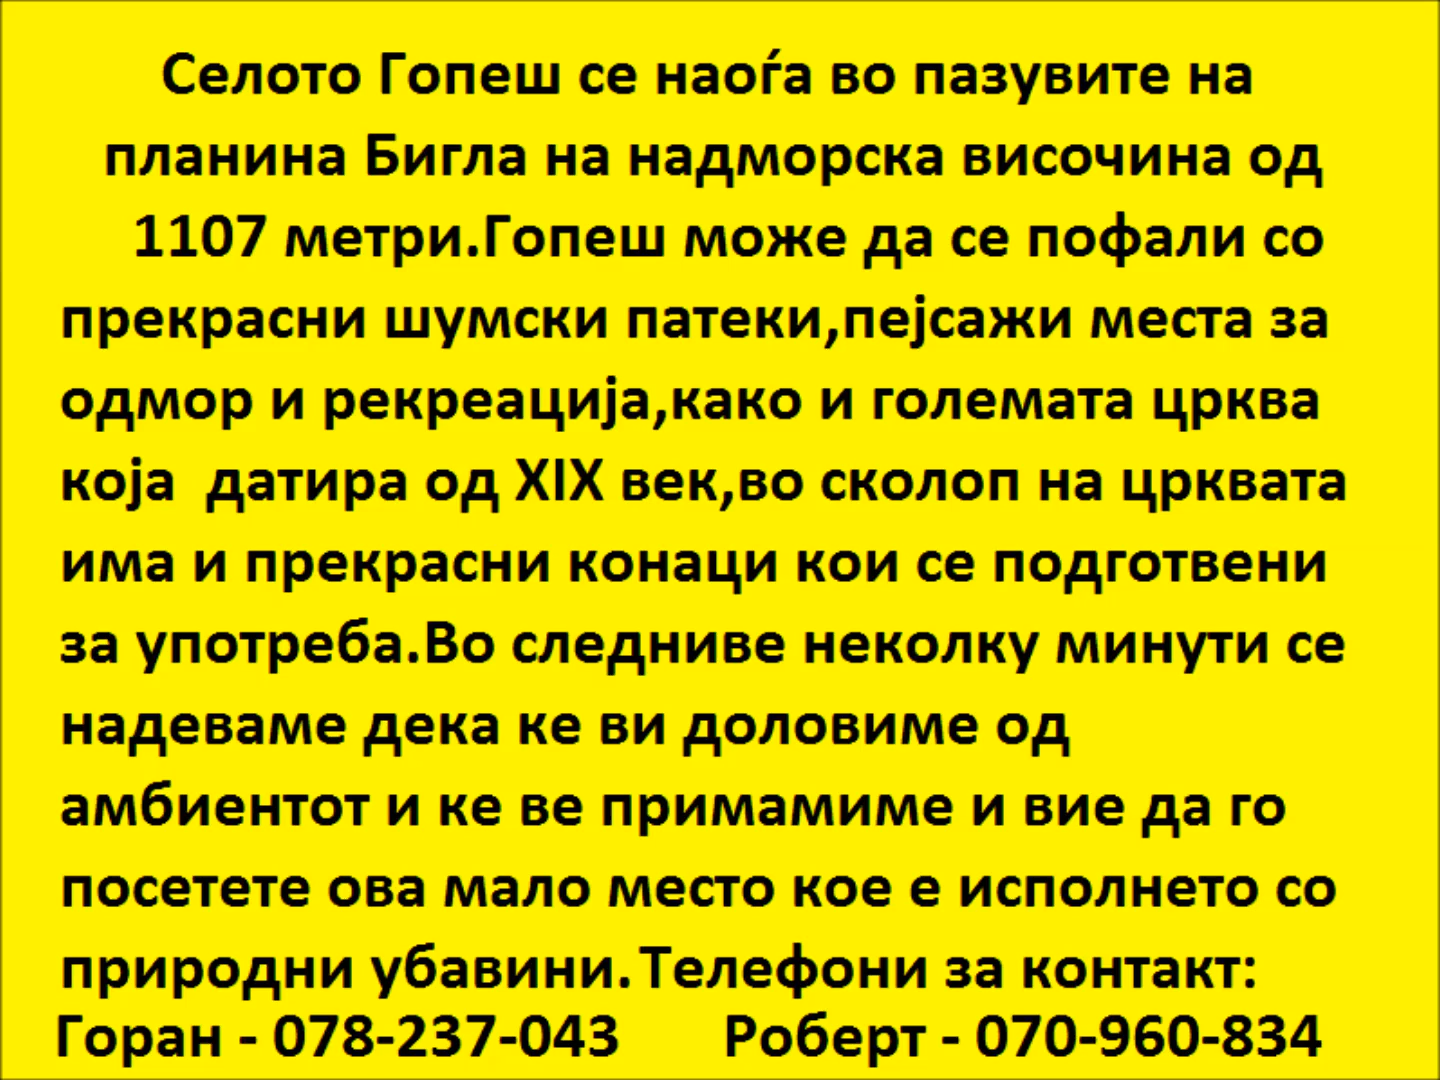 Селото Гопеш се наоѓа во пазувите на
планина Бигла на надморска височина од
1107 метри.Гопеш може да се пофали со
прекрасни шумски патеки,пејсажи места за
одмор и рекреација,како и големата црква
која  датира од XIX век,во сколоп на црквата
има и прекрасни конаци кои се подготвени
за употреба.Во следниве неколку минути се
надеваме дека ке ви доловиме од
амбиентот и ке ве примамиме и вие да го
посетете ова мало место кое е исполнето со
природни убавини.Телефони за контакт:
Горан - 078-237-043 Роберт - 070-960-834